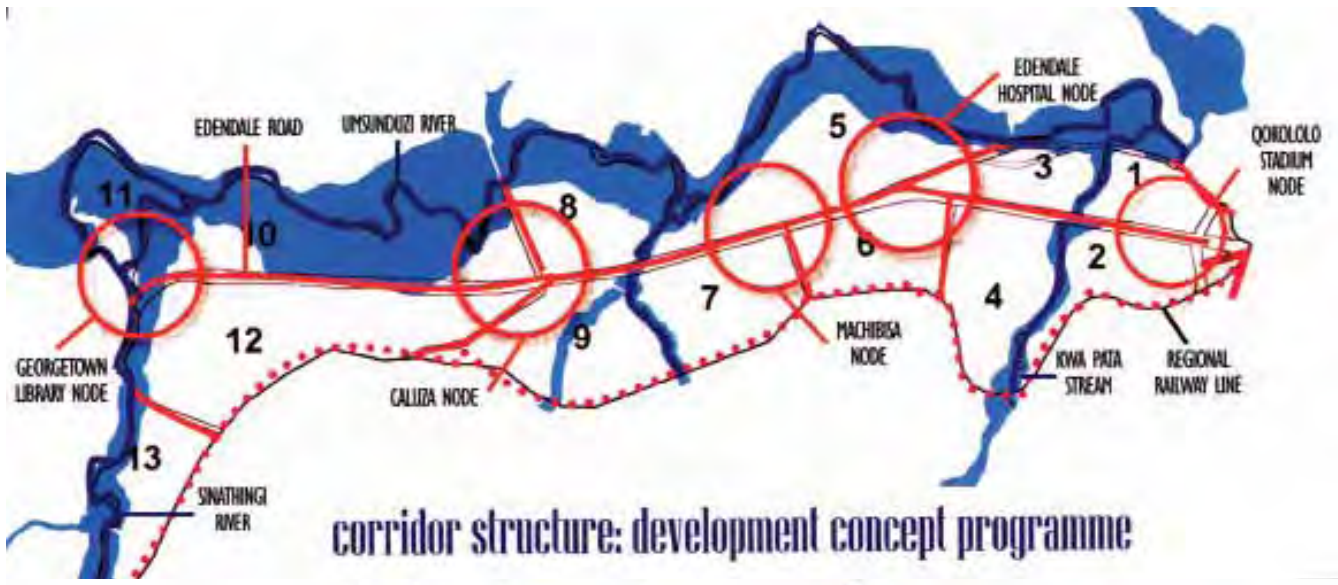 EDENDALE
HOSPITAL NODE
EDENDALE ROAD
UMSUNDUZI RIVER
QOROLOLO
STADIUM
NODE
5
3
1
11
8
10
6
2
7
4
9
12
GEORGETOWN
LIBRARY NODE
CALUZA NODE
MACHIBISA
NODE
KWA PATA
STREAM
REGIONAL
RAILWAY LINE
13
SINATHINGI
RIVER
corridor structure: development concept programme